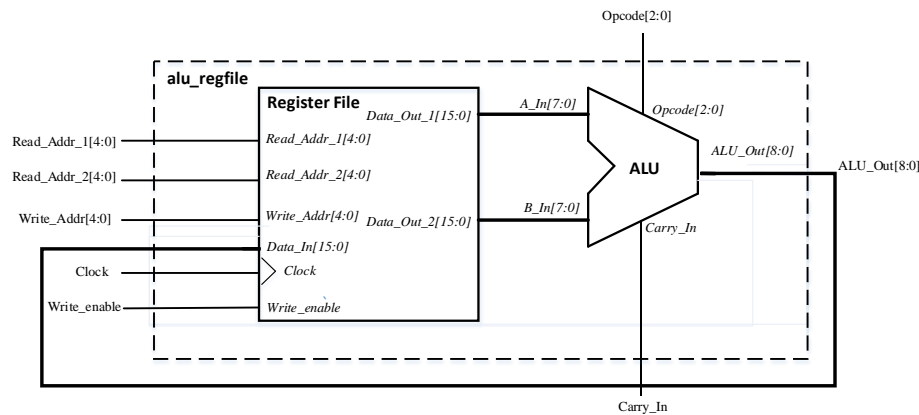 Opcode[2:0]
alu_regfile
Register File
Data_Out_1[15:0]
A_In[7:0]
Opcode[2:0]
Read_Addr_1[4:0]
Read_Addr_1[4:0]
ALU_Out[8:0]
ALU_Out[8:0]
ALU
Read_Addr_2[4:0]
Read_Addr_2[4:0]
Write_Addr[4:0]
Write_Addr[4:0]
Data_Out_2[15:0]
B_In[7:0]
Carry_In
Data_In[15:0]
Clock
Clock
Write_enable
Write_enable
Carry_In